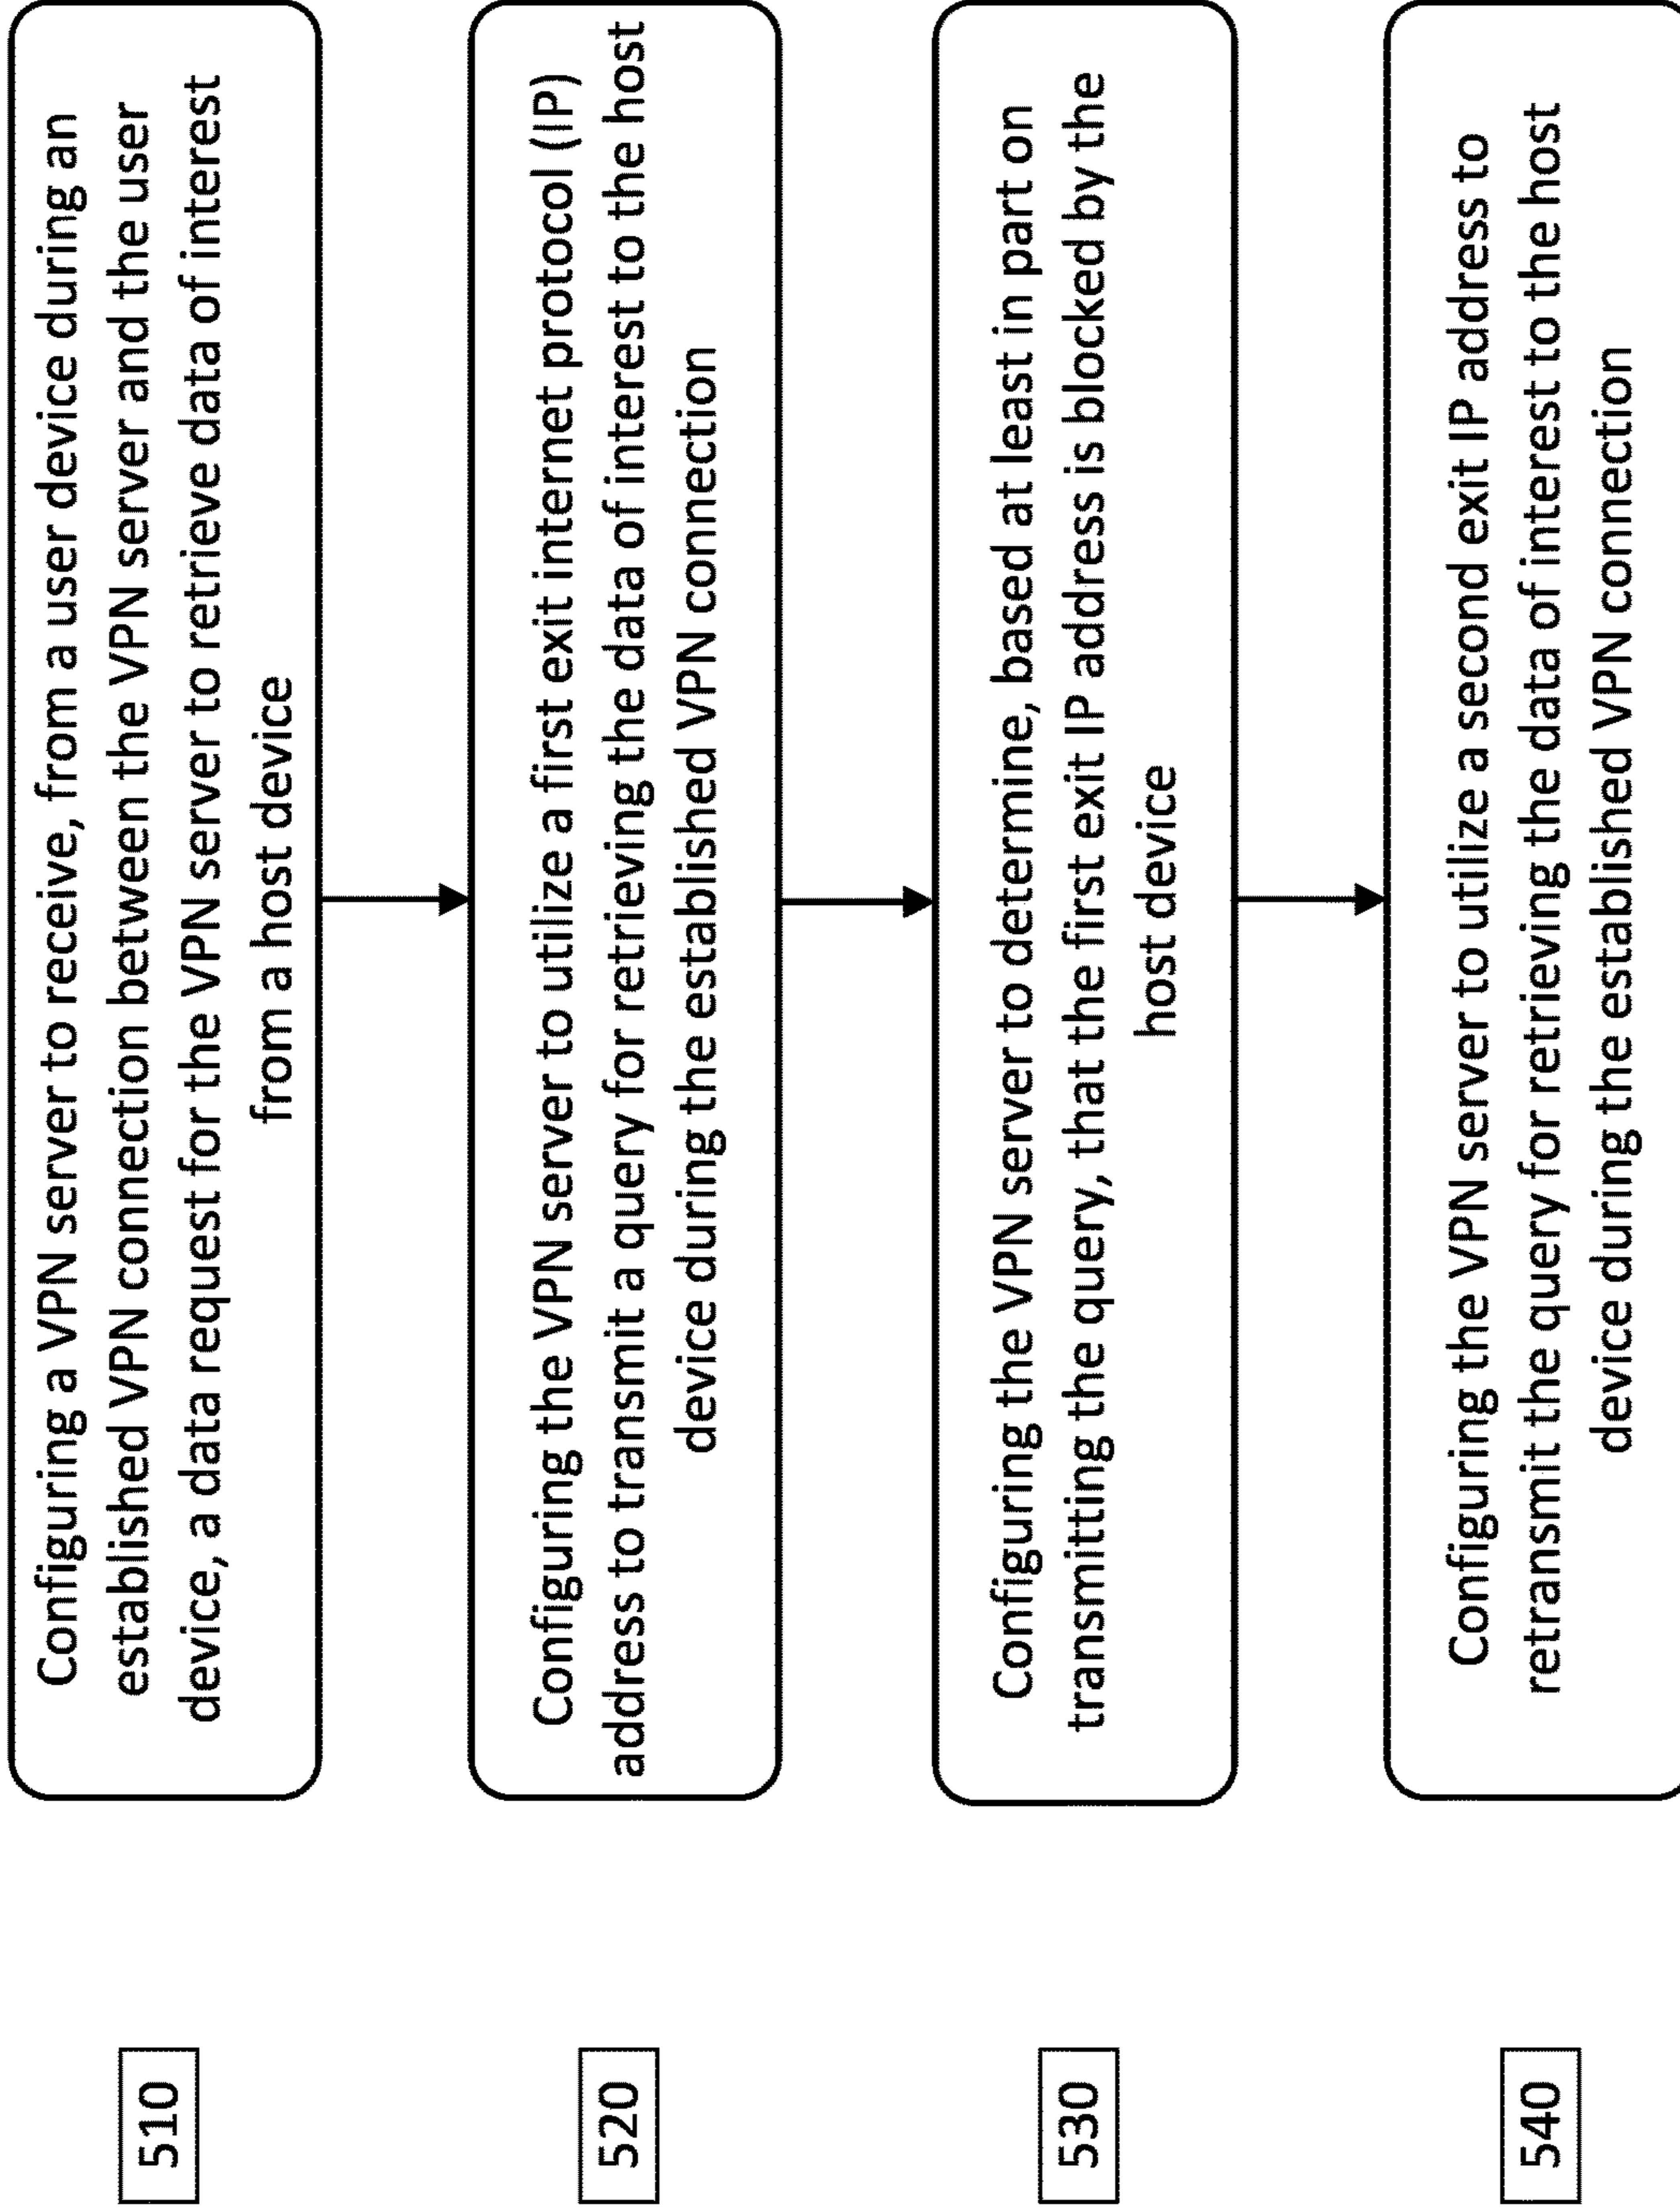 510
Configuring a VPN server to receive, from a user device during an
established VPN connection between the VPN server and the user
device, a data request for the VPN server to retrieve data of interest
from a host device
520
Configuring the VPN server to utilize a first exit internet protocol (IP)
address to transmit a query for retrieving the data of interest to the host
device during the established VPN connection
530
Configuring the VPN server to determine, based at least in part on
transmitting the query, that the first exit IP address is blocked by the
host device
540
Configuring the VPN server to utilize a second exit IP address to
retransmit the query for retrieving the data of interest to the host
device during the established VPN connection